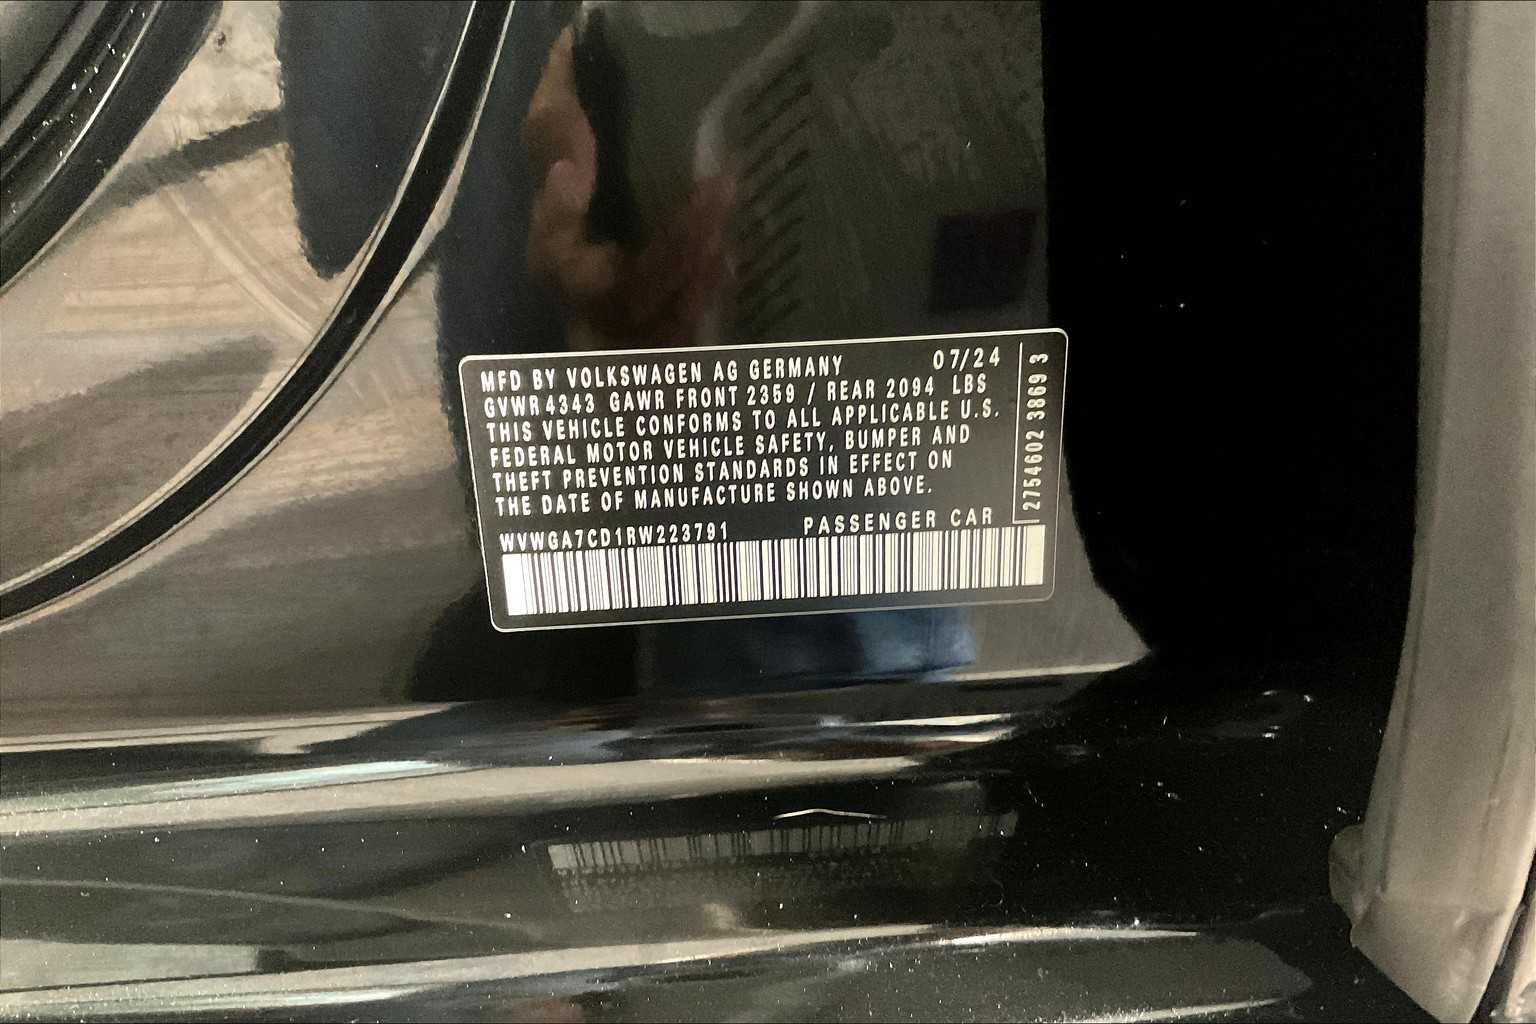 MFD BY VOLKSWAGEN AG GERMANY 07/24
GVWR 4343 GAWR FRONT 2359 / REAR 2094 LBS
THIS VEHICLE CONFORMS TO ALL APPLICABLE U.S.
FEDERAL MOTOR VEHICLE SAFETY, BUMPER AND
THEFT PREVENTION STANDARDS IN EFFECT ON
THE DATE OF MANUFACTURE SHOWN ABOVE.
WVWGA7CD1RW223791 PASSENGER CAR
2754602 3869 3